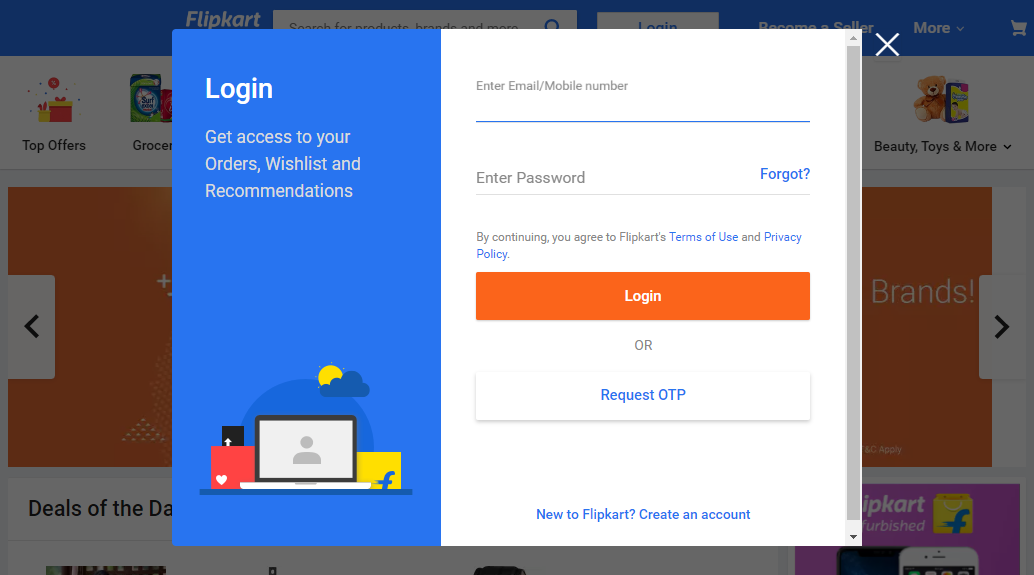 Flipkart
Search for products, brands and more
Login
Become a Seller
More
Top Offers
Grocer
Beauty, Toys & More
Login
Get access to your
Orders, Wishlist and
Recommendations
Enter Email/Mobile number
Enter Password
Forgot?
By continuing, you agree to Flipkart's Terms of Use and Privacy
Policy.
Login
OR
Request OTP
New to Flipkart? Create an account
Brands!
T&C Apply
Deals of the Da
ipkart
furbished